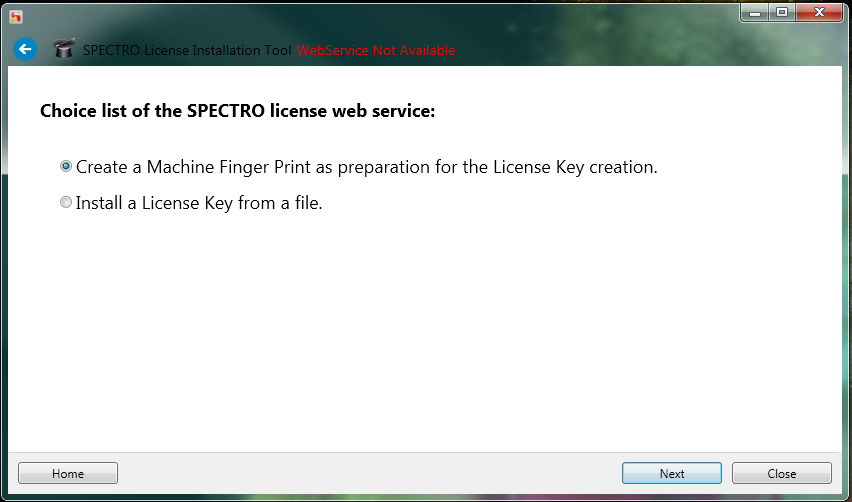 SPECTRO License Installation Tool WebService Not Available
Choice list of the SPECTRO license web service:
Create a Machine Finger Print as preparation for the License Key creation.
Install a License Key from a file.
Home Next Close